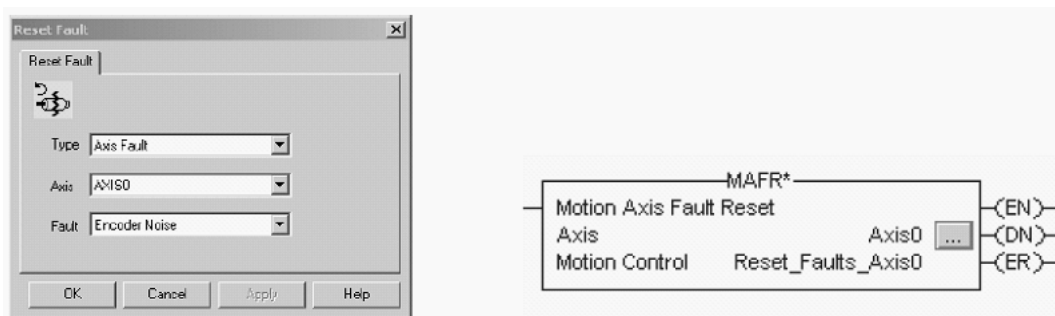 Reset Fault
Reset Fault
Type Axis Fault
Axis AXIS0
Fault Encoder Noise
OK Cancel Apply Help
MAFR*
Motion Axis Fault Reset (EN)
Axis Axis0 ... (DN)
Motion Control Reset_Faults_Axis0 (ER)